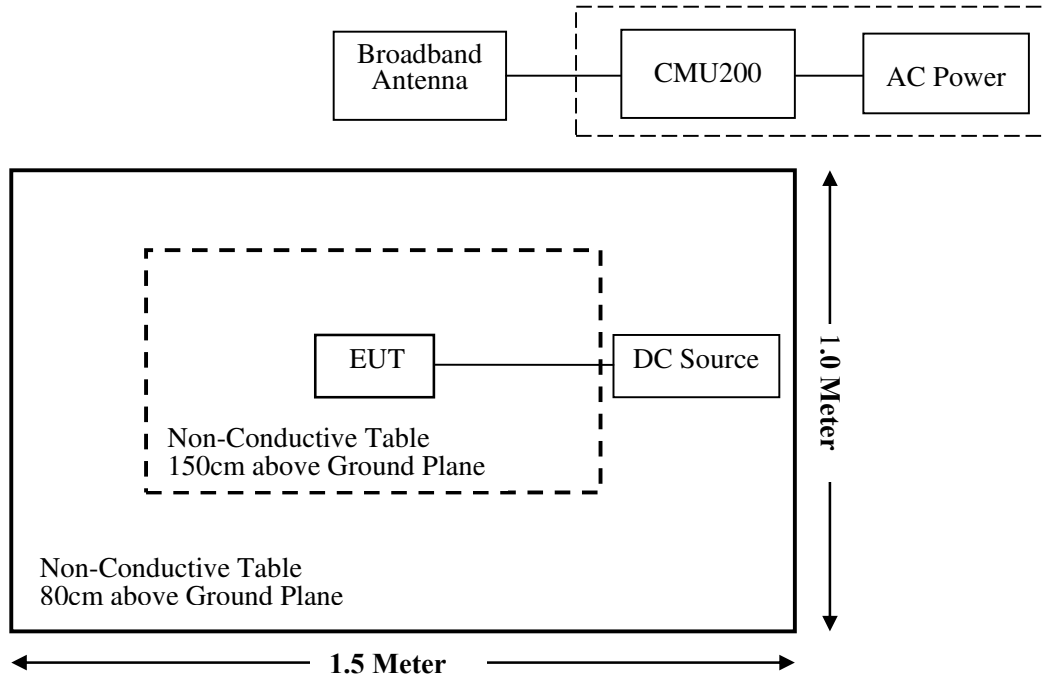 Broadband
Antenna
CMU200
AC Power
EUT
DC Source
Non-Conductive Table
150cm above Ground Plane
Non-Conductive Table
80cm above Ground Plane
1.0 Meter
1.5 Meter